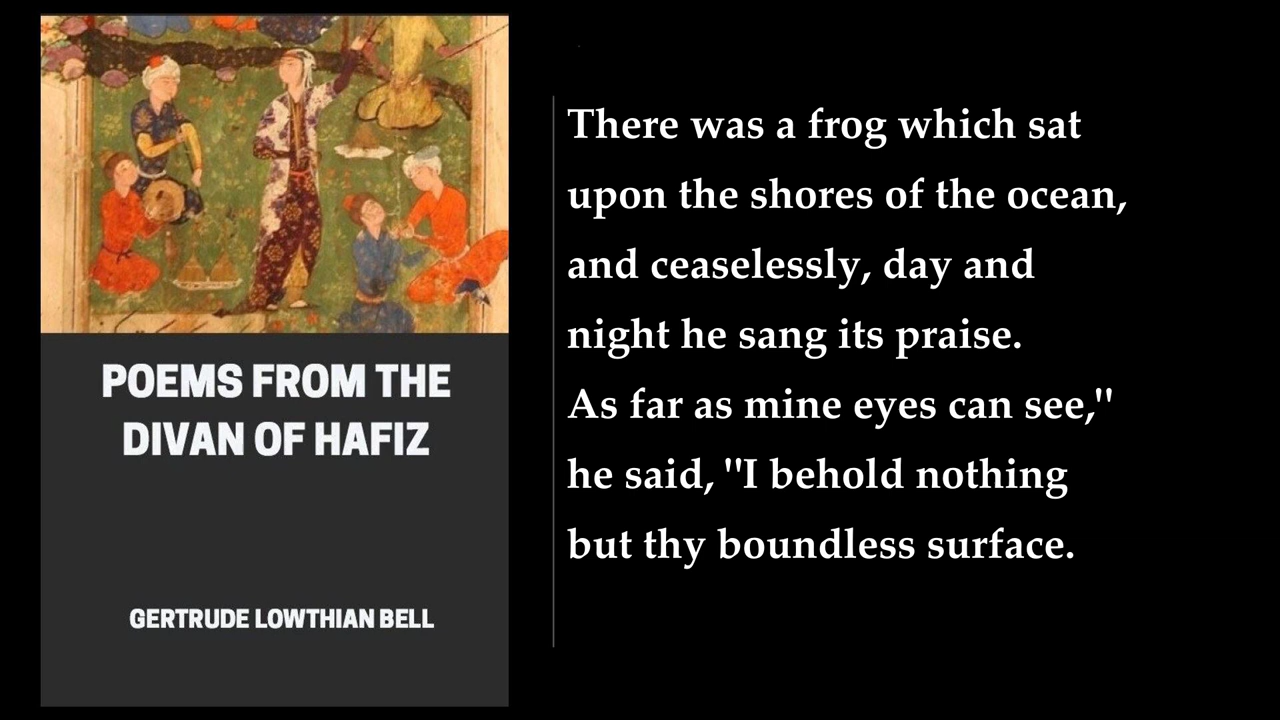 POEMS FROM THE
DIVAN OF HAFIZ
GERTRUDE LOWTHIAN BELL
There was a frog which sat
upon the shores of the ocean,
and ceaselessly, day and
night he sang its praise.
As far as mine eyes can see,"
he said, "I behold nothing
but thy boundless surface.